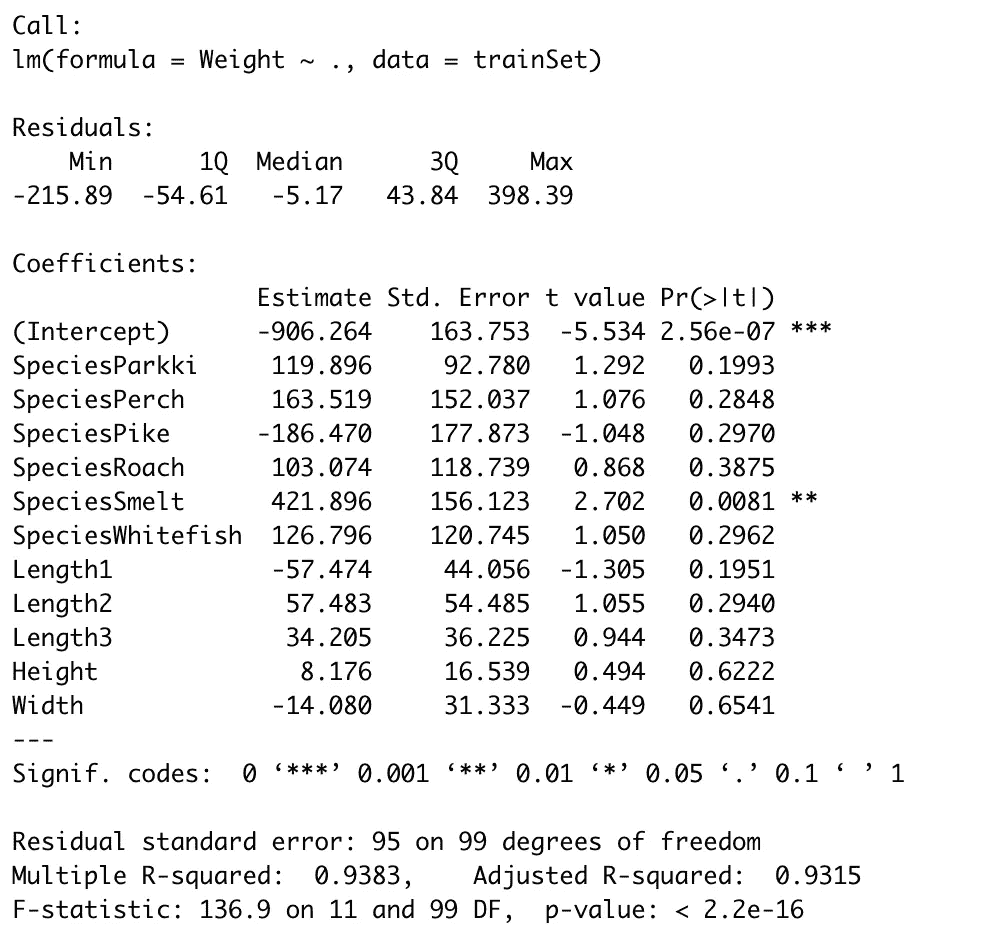 Call:
lm(formula = Weight ~ ., data = trainSet)
Residuals:
Min 1Q Median 3Q Max
-215.89 -54.61 -5.17 43.84 398.39
Coefficients:
Estimate Std. Error t value Pr(>|t|)
(Intercept) -906.264 163.753 -5.534 2.56e-07 ***
SpeciesParkki 119.896 92.780 1.292 0.1993
SpeciesPerch 163.519 152.037 1.076 0.2848
SpeciesPike -186.470 177.873 -1.048 0.2970
SpeciesRoach 103.074 118.739 0.868 0.3875
SpeciesSmelt 421.896 156.123 2.702 0.0081 **
SpeciesWhitefish 126.796 120.745 1.050 0.2962
Length1 -57.474 44.056 -1.305 0.1951
Length2 57.483 54.485 1.055 0.2940
Length3 34.205 36.225 0.944 0.3473
Height 8.176 16.539 0.494 0.6222
Width -14.080 31.333 -0.449 0.6541
---
Signif. codes: 0 ‘***’ 0.001 ‘**’ 0.01 ‘*’ 0.05 ‘.’ 0.1 ‘ ’ 1
Residual standard error: 95 on 99 degrees of freedom
Multiple R-squared: 0.9383, Adjusted R-squared: 0.9315
F-statistic: 136.9 on 11 and 99 DF, p-value: < 2.2e-16